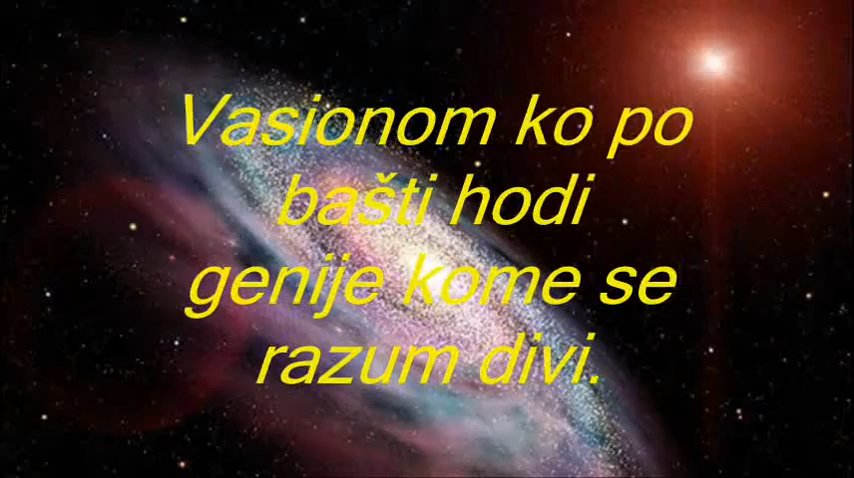 Vasionom ko po
bašti hodi
genije kome se
razum divi.